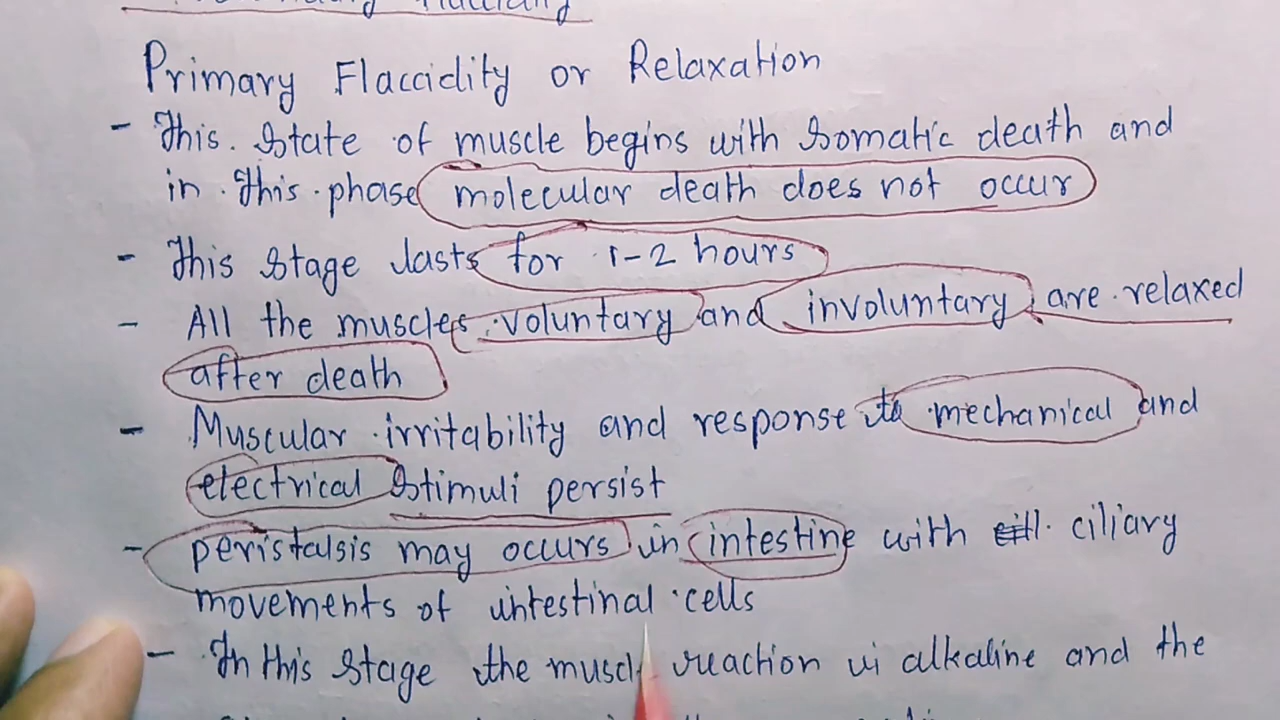 Primary Flaccidity or Relaxation
- This state of muscle begins with somatic death and
in this phase molecular death does not occur
- This stage lasts for 1-2 hours
- All the muscles voluntary and involuntary are relaxed
after death
- Muscular irritability and response to mechanical and
electrical stimuli persist
- peristalsis may occurs in intestine with ciliary
movements of intestinal cells
- In this stage the muscle reaction is alkaline and the